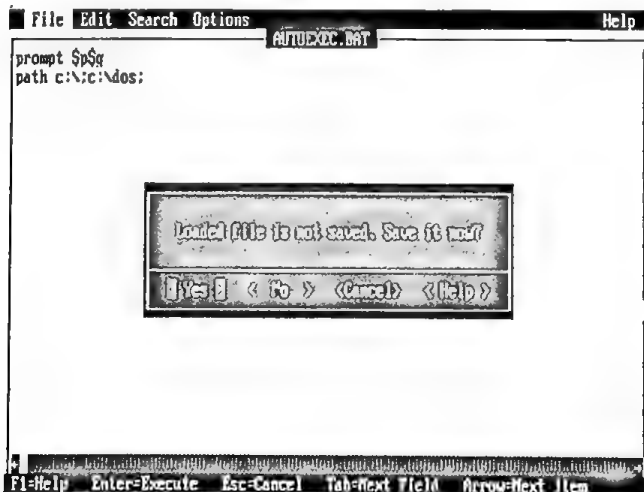 File Edit Search Options Help
AUTOEXEC.BAT
prompt $p$g
path c:\;c:\dos;
Loaded file is not saved. Save it now?
Yes < No > <Cancel> < Help >
F1=Help Enter=Execute Esc=Cancel Tab=Next Field Arrow=Next Item